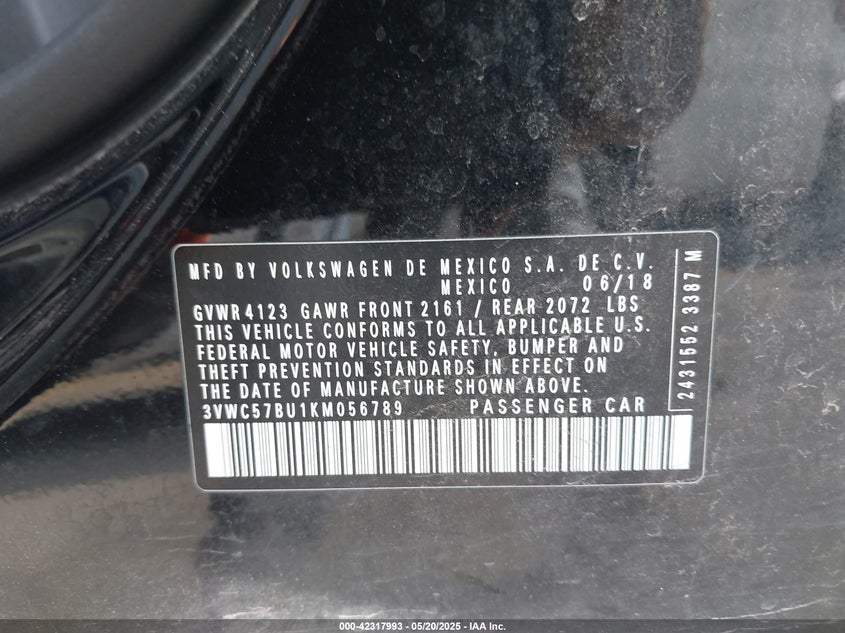 MFD BY VOLKSWAGEN DE MEXICO S.A. DE C.V.
MEXICO 06/18
GVWR 4123 GAWR FRONT 2161 / REAR 2072 LBS
THIS VEHICLE CONFORMS TO ALL APPLICABLE U.S.
FEDERAL MOTOR VEHICLE SAFETY, BUMPER AND
THEFT PREVENTION STANDARDS IN EFFECT ON
THE DATE OF MANUFACTURE SHOWN ABOVE.
3VWC57BU1KM056789 PASSENGER CAR
2431552 3387 M
000-42317993 - 05/20/2025 - IAA Inc.